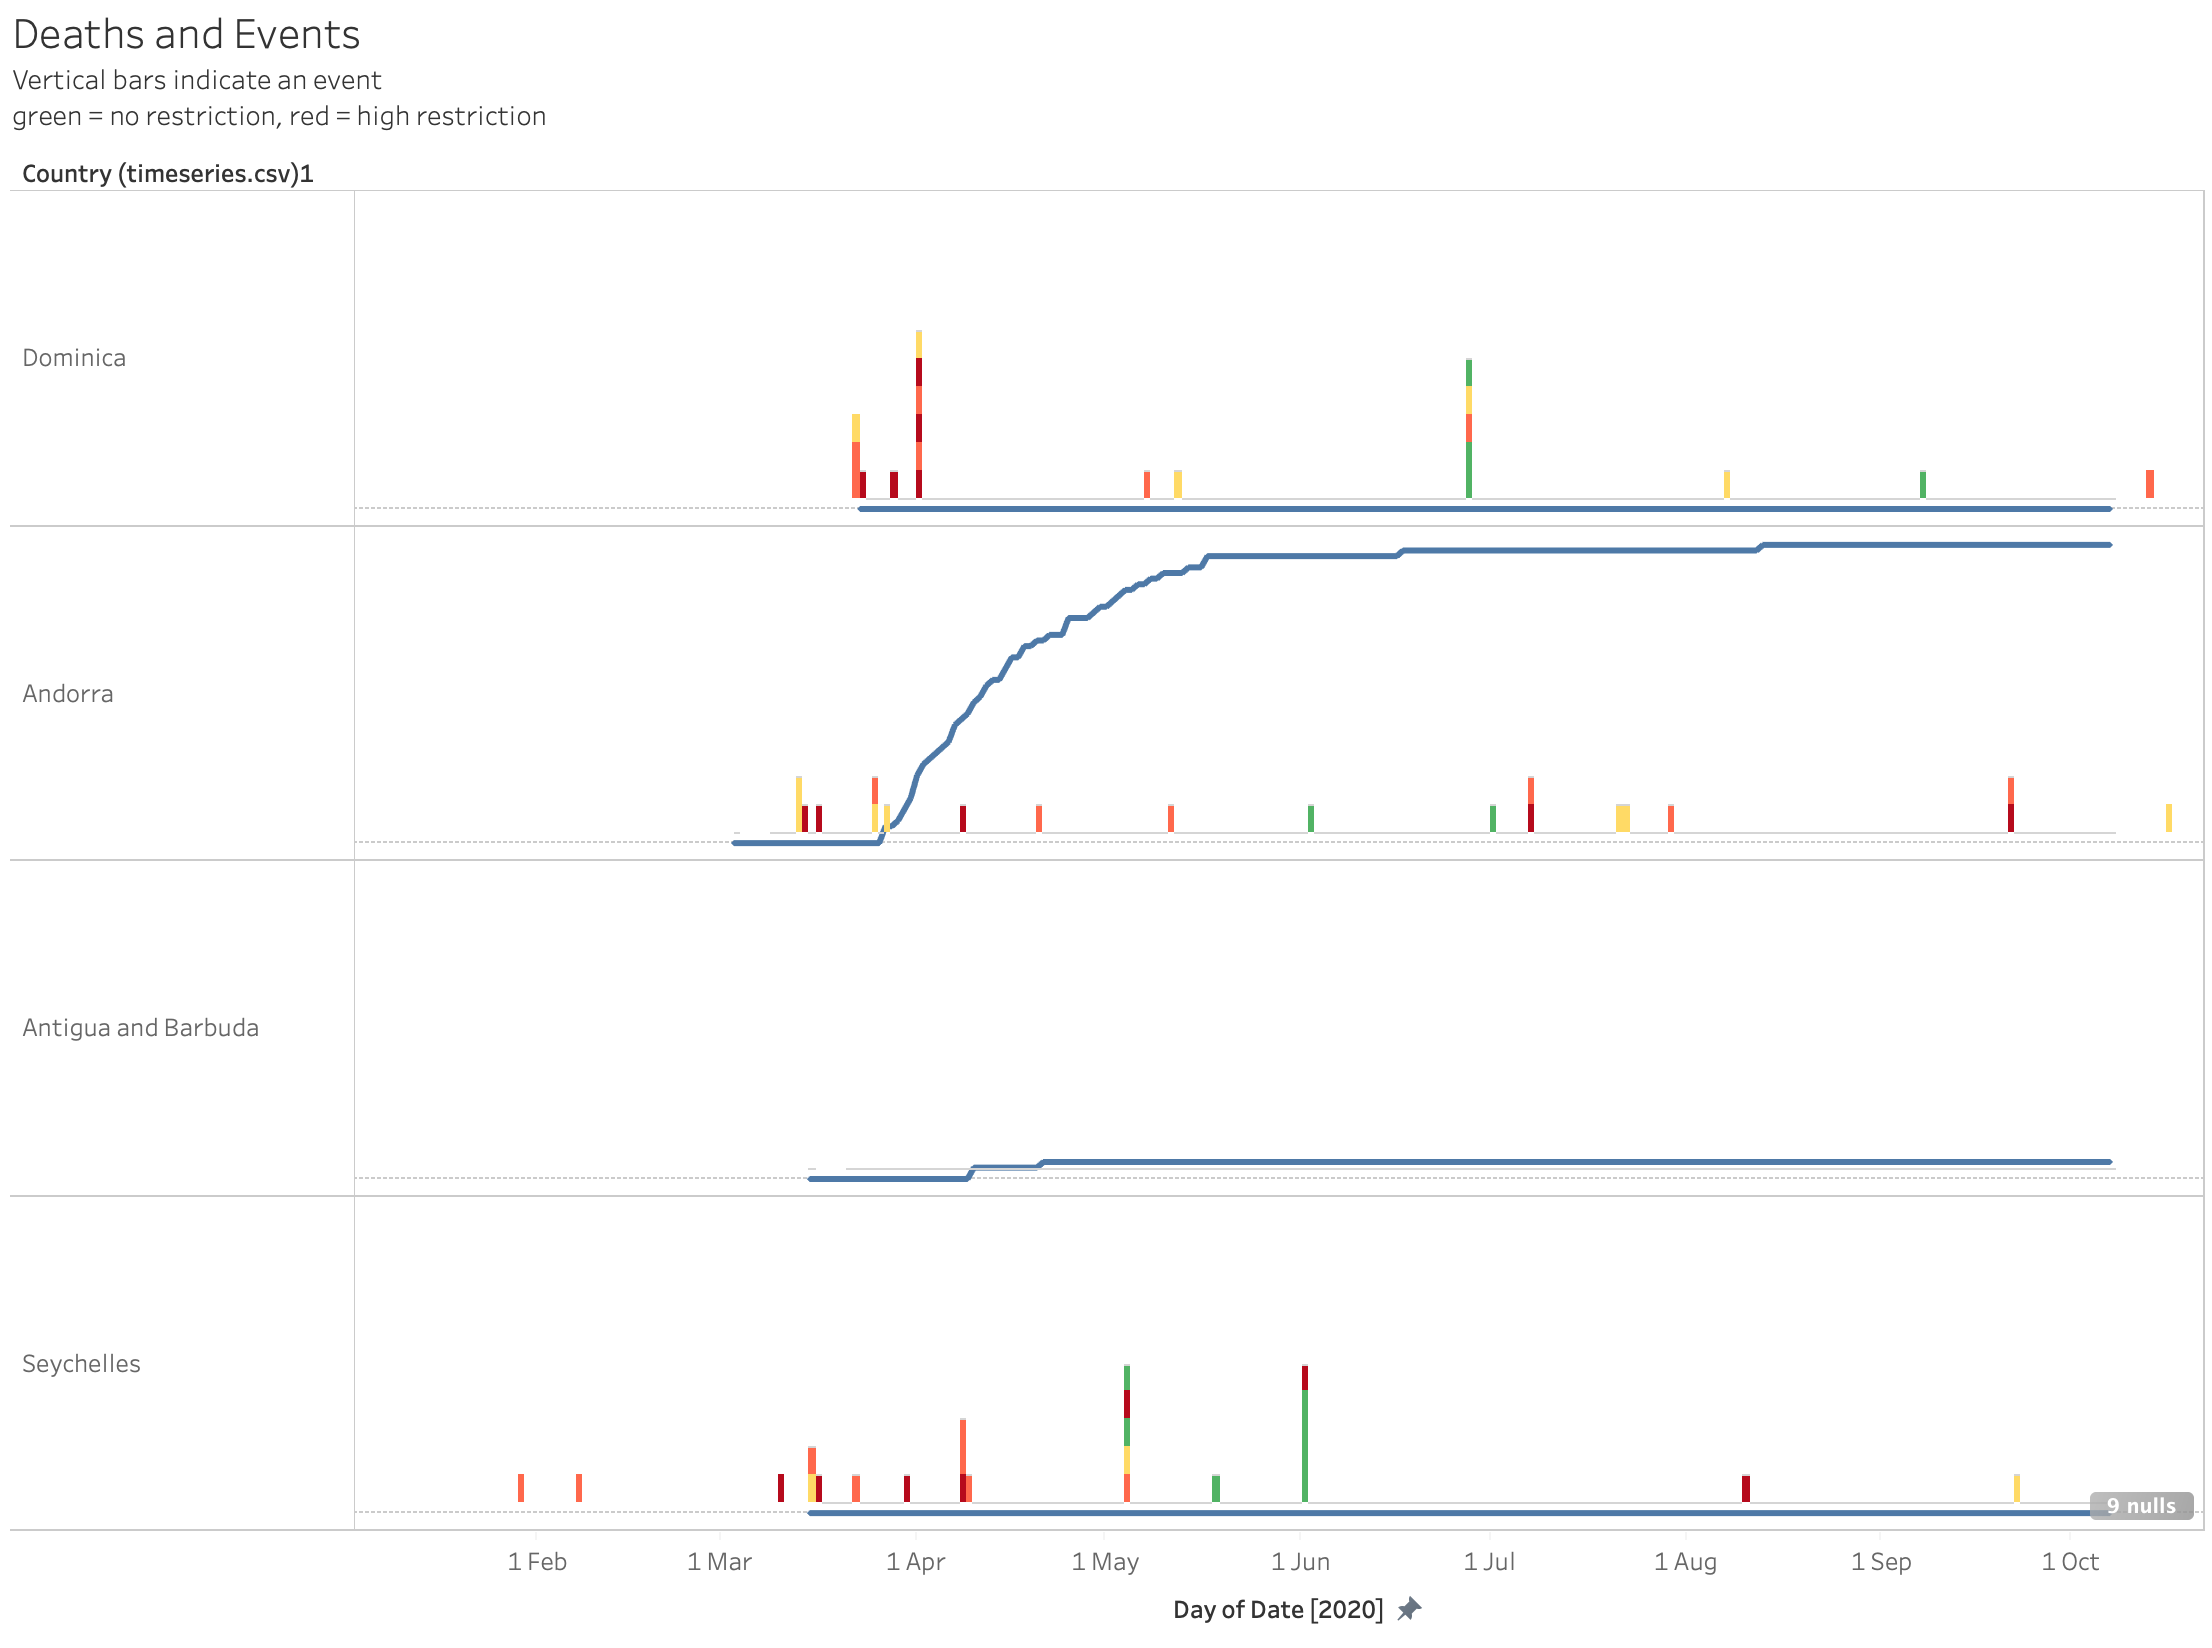 Deaths and Events
Vertical bars indicate an event
green = no restriction, red = high restriction
Country (timeseries.csv)1
Dominica
Andorra
Antigua and Barbuda
Seychelles
9 nulls
1 Feb 1 Mar 1 Apr 1 May 1 Jun 1 Jul 1 Aug 1 Sep 1 Oct
Day of Date [2020]